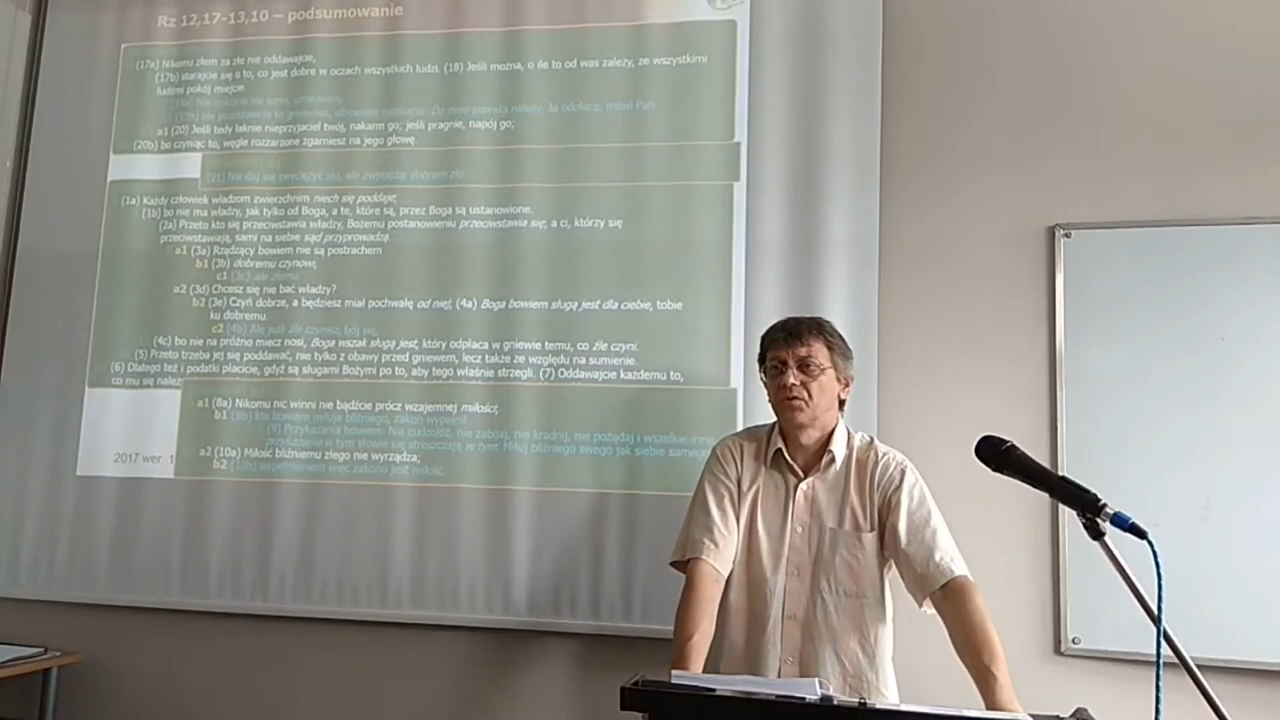 Rz 12,17-13,10 – podsumowanie
(17a) Nikomu złem za złe nie oddawajcie,
(17b) starajcie się o to, co jest dobre w oczach wszystkich ludzi. (18) Jeśli można, o ile to od was zależy, ze wszystkimi
ludźmi pokój miejcie.
należy, Ja odpłacę, mówi Pan.
a1 (20) Jeśli tedy łaknie nieprzyjaciel twój, nakarm go; jeśli pragnie, napój go;
(20b) bo czyniąc to, węgle rozżarzone zgarniesz na jego głowę.
(21) Nie daj się zwyciężyć złu, ale zwyciężaj dobrem zło.
(1a) Każdy człowiek władzom zwierzchnim niech się poddaje;
(1b) bo nie ma władzy, jak tylko od Boga, a te, które są, przez Boga są ustanowione.
(2a) Przeto kto się przeciwstawia władzy, Bożemu postanowieniu przeciwstawia się; a ci, którzy się
przeciwstawiają, sami na siebie sąd przyprowadzą.
a1 (3a) Rządzący bowiem nie są postrachem
b1 (3b) dobremu czynowi,
c1 (3c) ale złemu.
a2 (3d) Chcesz się nie bać władzy?
b2 (3e) Czyń dobrze, a będziesz miał pochwałę od niej; (4a) Boga bowiem sługą jest dla ciebie, tobie
ku dobremu.
c2 (4b) Ale jeśli źle czynisz, bój się,
(4c) bo nie na próżno miecz nosi, Boga wszak sługą jest, który odpłaca w gniewie temu, co źle czyni.
(5) Przeto trzeba jej się poddawać, nie tylko z obawy przed gniewem, lecz także ze względu na sumienie.
(6) Dlatego też i podatki płacicie, gdyż są sługami Bożymi po to, aby tego właśnie strzegli. (7) Oddawajcie każdemu to,
co mu się należ
a1 (8a) Nikomu nic winni nie bądźcie prócz wzajemnej miłości;
b1 (8b) kto bowiem miłuje bliźniego, zakon wypełnił.
(9) Przykazania bowiem: Nie cudzołóż, nie zabijaj, nie kradnij, nie pożądaj i wszelkie inne
przykazanie w tym słowie się streszczają, w tym: Miłuj bliźniego swego jak siebie samego.
a2 (10a) Miłość bliźniemu złego nie wyrządza;
b2 (10b) wypełnieniem więc zakonu jest miłość.
2017 wer 1